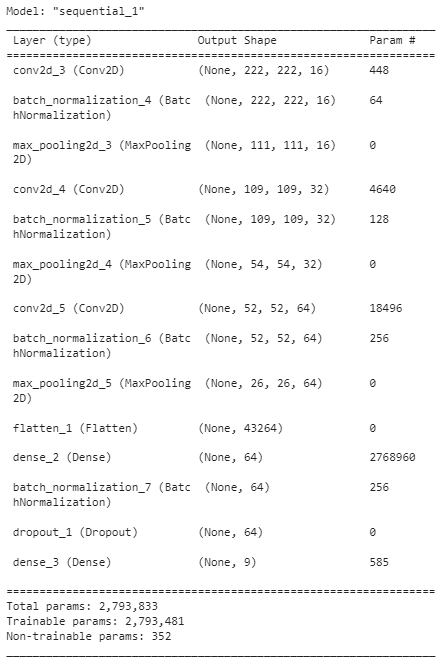 Model: "sequential_1"
Layer (type) Output Shape Param #
conv2d_3 (Conv2D) (None, 222, 222, 16) 448
batch_normalization_4 (Batc (None, 222, 222, 16) 64
hNormalization)
max_pooling2d_3 (MaxPooling (None, 111, 111, 16) 0
2D)
conv2d_4 (Conv2D) (None, 109, 109, 32) 4640
batch_normalization_5 (Batc (None, 109, 109, 32) 128
hNormalization)
max_pooling2d_4 (MaxPooling (None, 54, 54, 32) 0
2D)
conv2d_5 (Conv2D) (None, 52, 52, 64) 18496
batch_normalization_6 (Batc (None, 52, 52, 64) 256
hNormalization)
max_pooling2d_5 (MaxPooling (None, 26, 26, 64) 0
2D)
flatten_1 (Flatten) (None, 43264) 0
dense_2 (Dense) (None, 64) 2768960
batch_normalization_7 (Batc (None, 64) 256
hNormalization)
dropout_1 (Dropout) (None, 64) 0
dense_3 (Dense) (None, 9) 585
Total params: 2,793,833
Trainable params: 2,793,481
Non-trainable params: 352